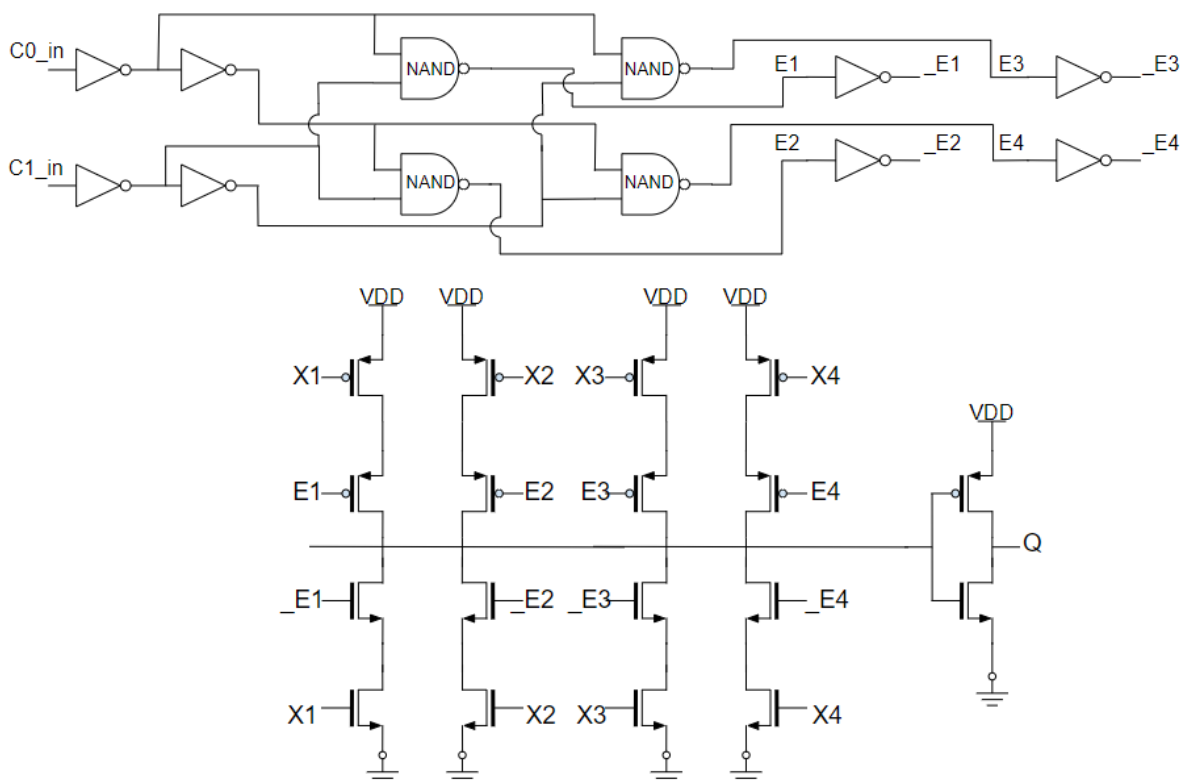 C0_in
NAND
NAND
E1
_E1
E3
_E3
C1_in
NAND
NAND
E2
_E2
E4
_E4
VDD
VDD
VDD
VDD
X1
X2
X3
X4
VDD
E1
E2
E3
E4
Q
_E1
_E2
_E3
_E4
X1
X2
X3
X4